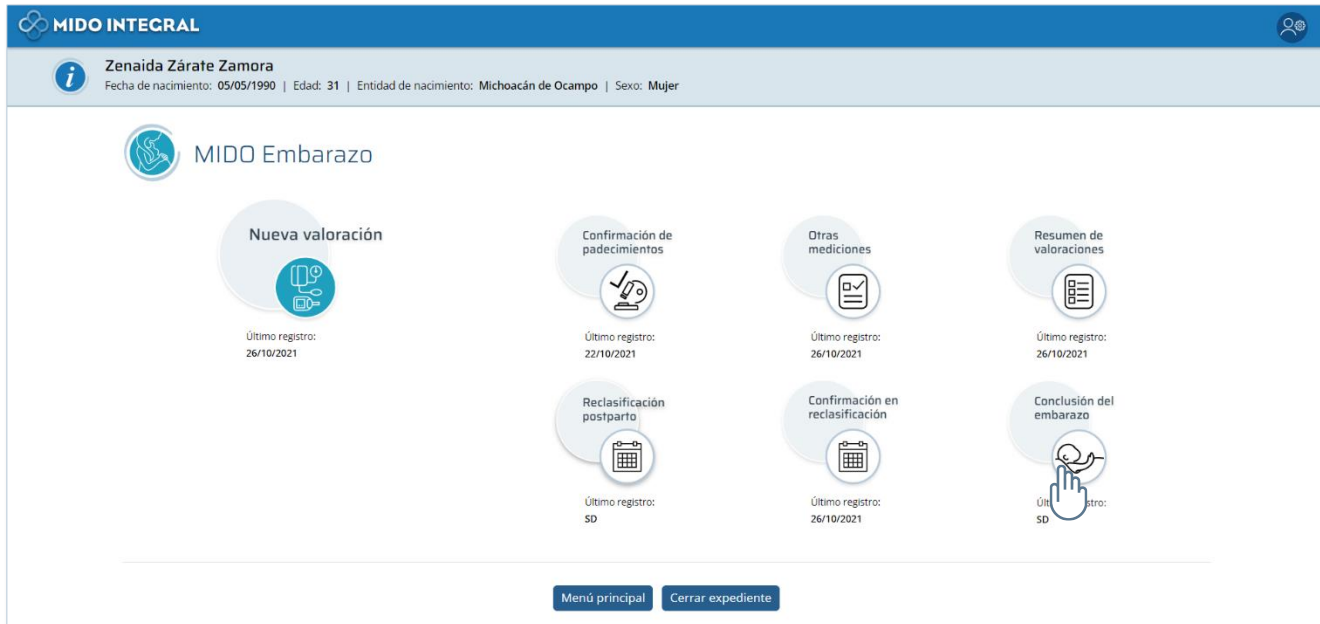 MIDO INTEGRAL
Zenaida Zárate Zamora
Fecha de nacimiento: 05/05/1990 | Edad: 31 | Entidad de nacimiento: Michoacán de Ocampo | Sexo: Mujer
MIDO Embarazo
Nueva valoración
Último registro:
26/10/2021
Confirmación de
padecimientos
Último registro:
22/10/2021
Otras
mediciones
Último registro:
26/10/2021
Resumen de
valoraciones
Último registro:
26/10/2021
Reclasificación
postparto
Último registro:
SD
Confirmación en
reclasificación
Último registro:
26/10/2021
Conclusión del
embarazo
SD
Menú principal
Cerrar expediente